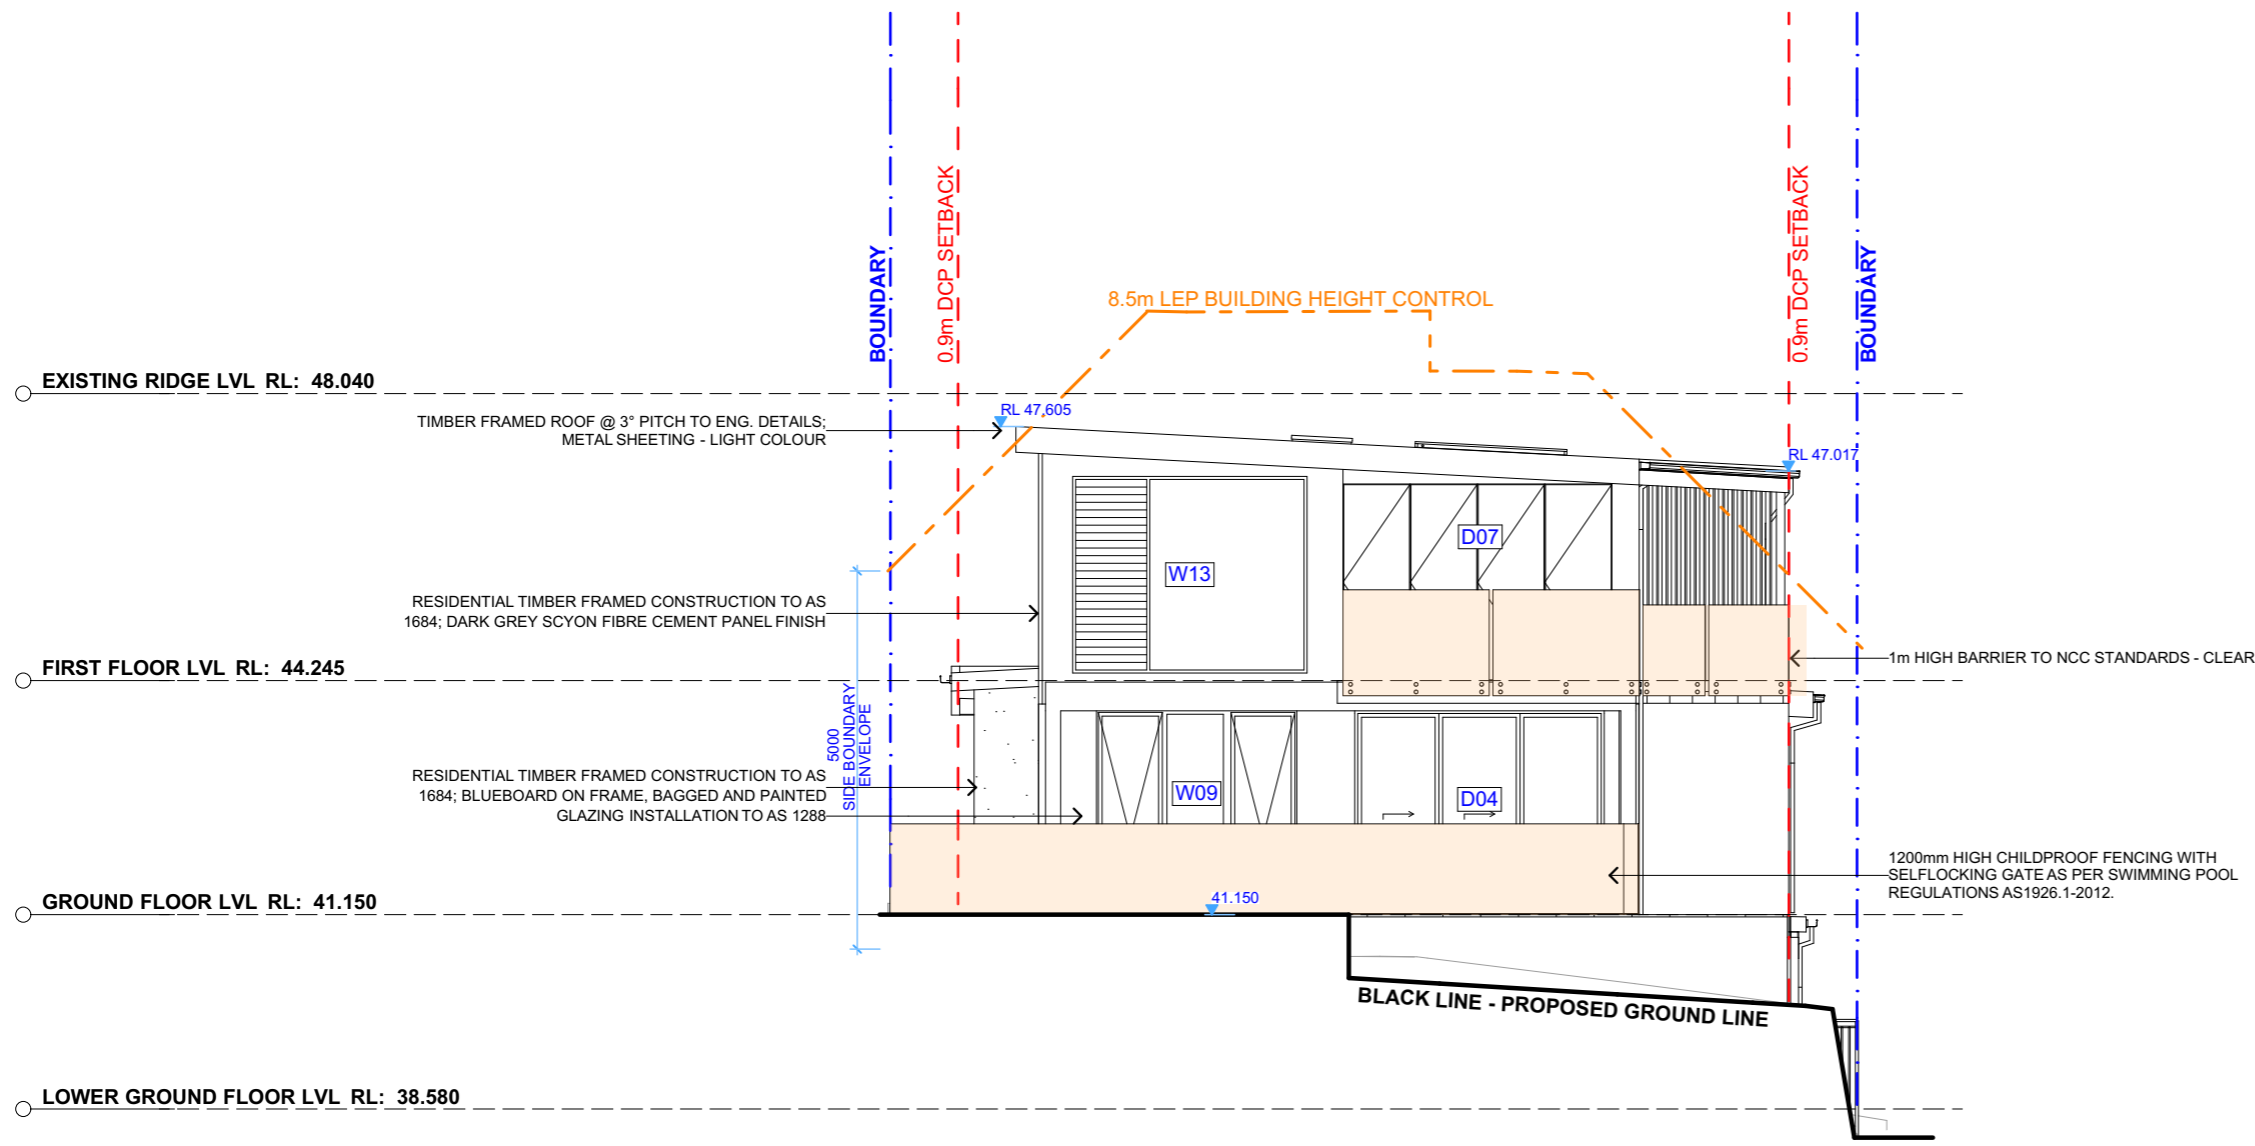 BOUNDARY
0.9m DCP SETBACK
0.9m DCP SETBACK
BOUNDARY
8.5m LEP BUILDING HEIGHT CONTROL
EXISTING RIDGE LVL RL: 48.040
RL 47.605
TIMBER FRAMED ROOF @ 3° PITCH TO ENG. DETAILS;
METAL SHEETING - LIGHT COLOUR
RL 47.017
D07
W13
RESIDENTIAL TIMBER FRAMED CONSTRUCTION TO AS
1684; DARK GREY SCYON FIBRE CEMENT PANEL FINISH
FIRST FLOOR LVL RL: 44.245
1m HIGH BARRIER TO NCC STANDARDS - CLEAR
5000
SIDE BOUNDARY
ENVELOPE
RESIDENTIAL TIMBER FRAMED CONSTRUCTION TO AS
1684; BLUEBOARD ON FRAME, BAGGED AND PAINTED
GLAZING INSTALLATION TO AS 1288
W09
D04
1200mm HIGH CHILDPROOF FENCING WITH
SELFLOCKING GATE AS PER SWIMMING POOL
REGULATIONS AS1926.1-2012.
GROUND FLOOR LVL RL: 41.150
41.150
BLACK LINE - PROPOSED GROUND LINE
LOWER GROUND FLOOR LVL RL: 38.580